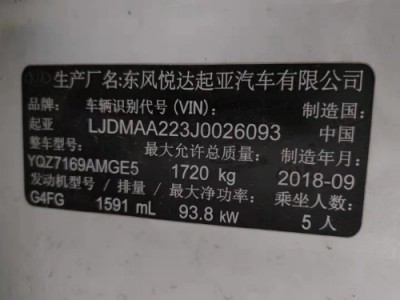 生产厂名:东风悦达起亚汽车有限公司
品牌: 车辆识别代号(VIN): 制造国:
起亚 LJDMAA223J0026093 中国
整车型号: 最大允许总质量: 制造年月:
YQZ7169AMGE5 1720 kg 2018-09
发动机型号/排量/最大净功率: 乘坐人数:
G4FG 1591 mL 93.8 kW 5人